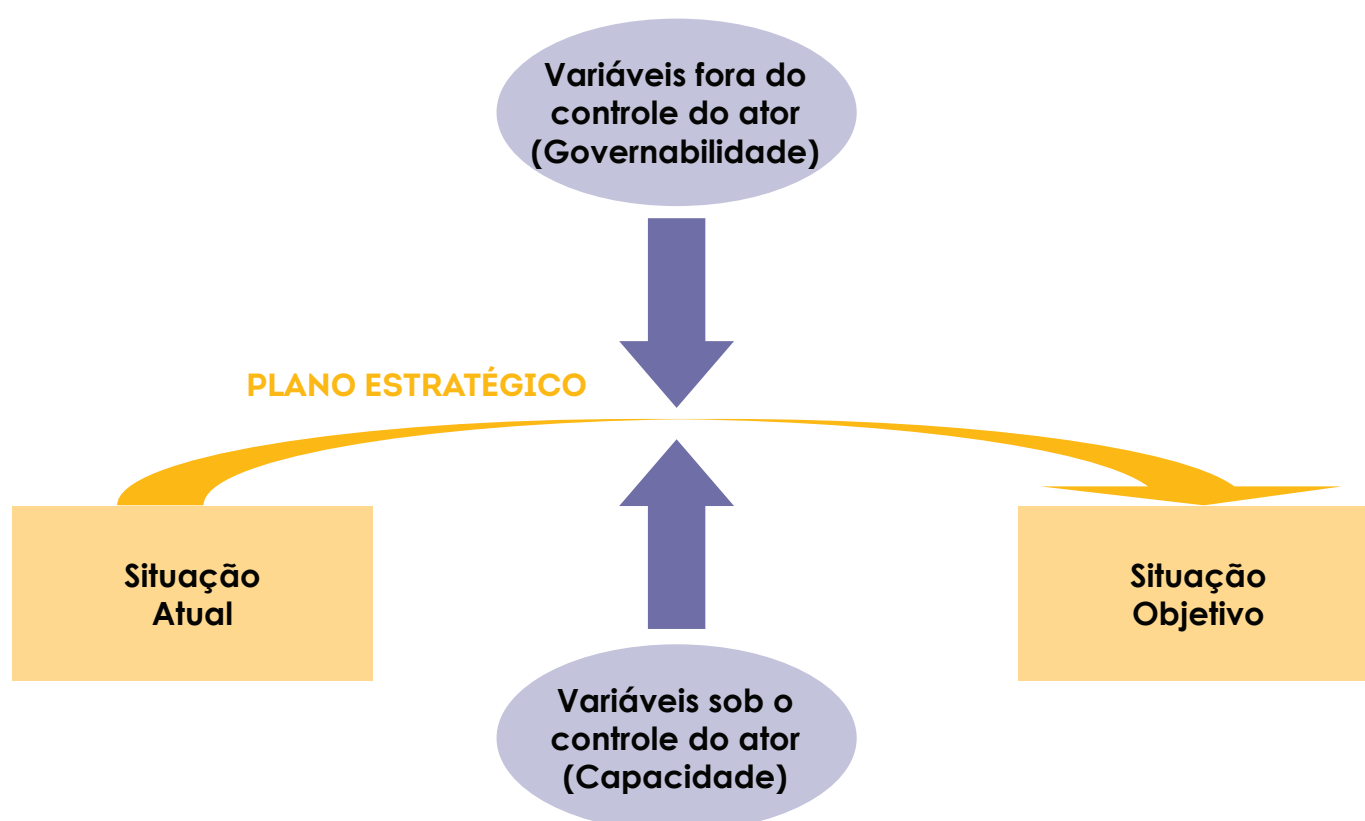 Variáveis fora do
controle do ator
(Governabilidade)
PLANO ESTRATÉGICO
Situação
Atual
Situação
Objetivo
Variáveis sob o
controle do ator
(Capacidade)